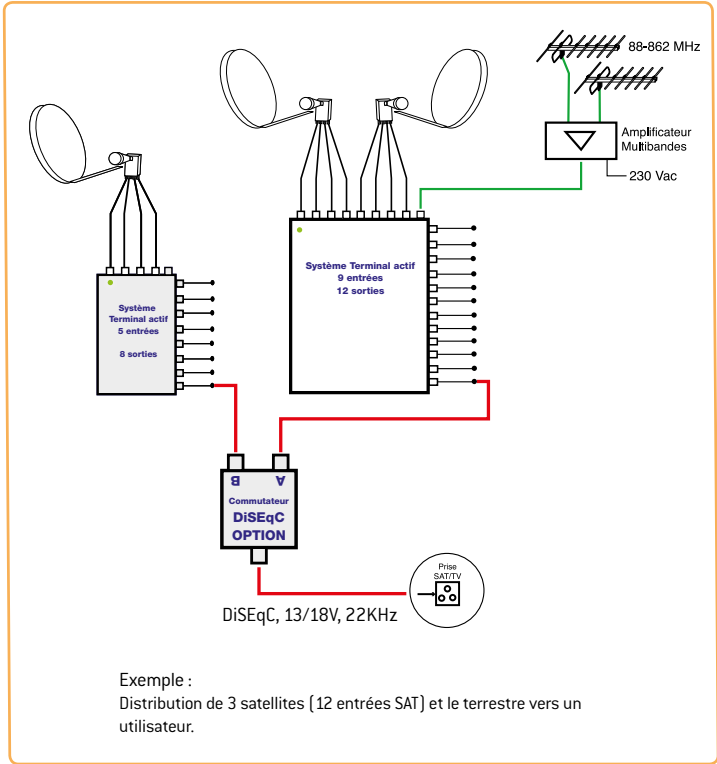 88-862 MHz
Amplificateur
Multibandes
230 Vac
Système Terminal actif
9 entrées
12 sorties
Système
Terminal actif
5 entrées
8 sorties
B A
Commutateur
DiSEqC
OPTION
Prise
SAT/TV
DiSEqC, 13/18V, 22KHz
Exemple :
Distribution de 3 satellites (12 entrées SAT) et le terrestre vers un
utilisateur.